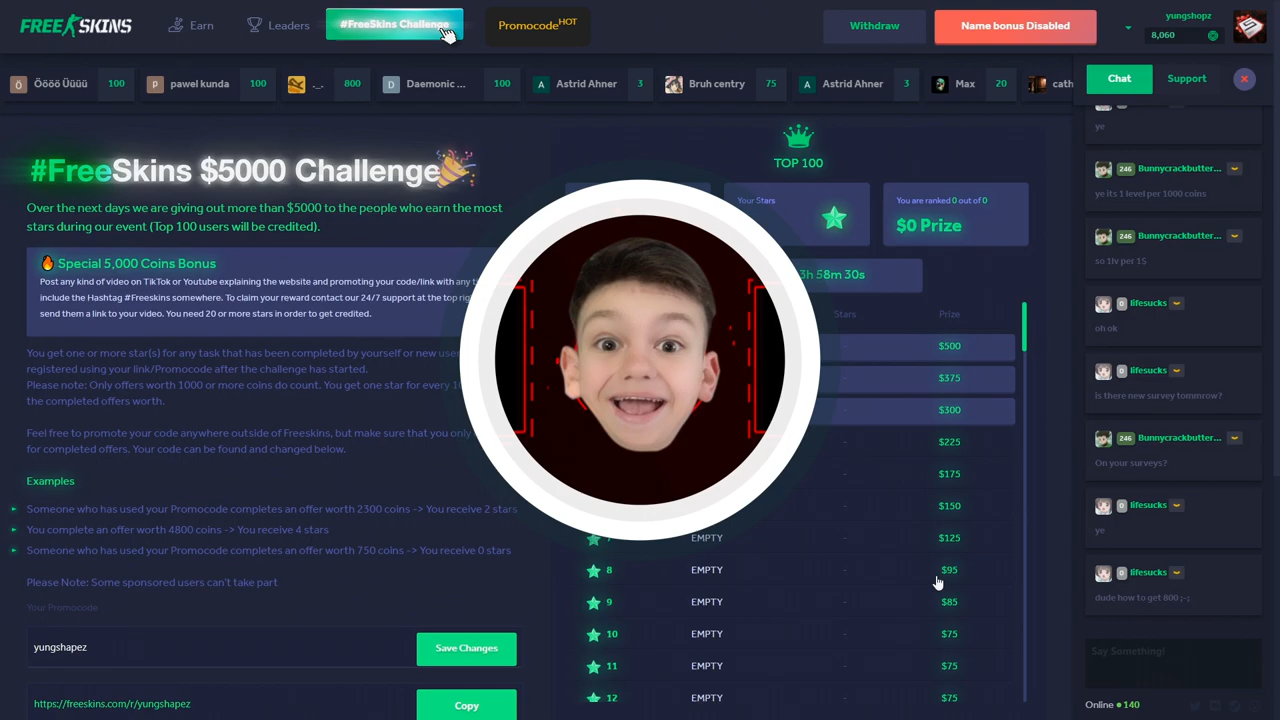 FREE SKINS
Earn
Leaders
#FreeSkins Challenge
Promocode HOT
Withdraw
Name bonus Disabled
yungshopz
8,060
Ö
Öööö Üüüü
100
p
pawel kunda
100
._.
800
D
Daemonic ...
100
A
Astrid Ahner
3
Bruh centry
75
A
Astrid Ahner
3
Max
20
cath
Chat
Support
#FreeSkins $5000 Challenge🎉
Over the next days we are giving out more than $5000 to the people who earn the most
stars during our event (Top 100 users will be credited).
🔥 Special 5,000 Coins Bonus
Post any kind of video on TikTok or Youtube explaining the website and promoting your code/link with any
include the Hashtag #Freeskins somewhere. To claim your reward contact our 24/7 support at the top
send them a link to your video. You need 20 or more stars in order to get credited.
You get one or more star(s) for any task that has been completed by yourself or new
registered using your link/Promocode after the challenge has started.
Please note: Only offers worth 1000 or more coins do count. You get one star for every
the completed offers worth.
Feel free to promote your code anywhere outside of Freeskins, but make sure that you only
for completed offers. Your code can be found and changed below.
Examples
Someone who has used your Promocode completes an offer worth 2300 coins -> You receive 2 stars
You complete an offer worth 4800 coins -> You receive 4 stars
Someone who has used your Promocode completes an offer worth 750 coins -> You receive 0 stars
Please Note: Some sponsored users can't take part
Your Promocode
yungshapez
Save Changes
https://freeskins.com/r/yungshapez
Copy
TOP 100
Your Stars
You are ranked 0 out of 0
$0 Prize
3h 58m 30s
Stars
Prize
$500
$375
$300
- $225
- $175
- $150
7 EMPTY - $125
8 EMPTY - $95
9 EMPTY - $85
10 EMPTY - $75
11 EMPTY - $75
12 EMPTY - $75
ye
246 Bunnycrackbutter...
ye its 1 level per 1000 coins
246 Bunnycrackbutter...
so 1lv per 1$
0 lifesucks
oh ok
0 lifesucks
is there new survey tommrow?
246 Bunnycrackbutter...
On your surveys?
0 lifesucks
ye
0 lifesucks
dude how to get 800 ;-;
Say Something!
Online 140